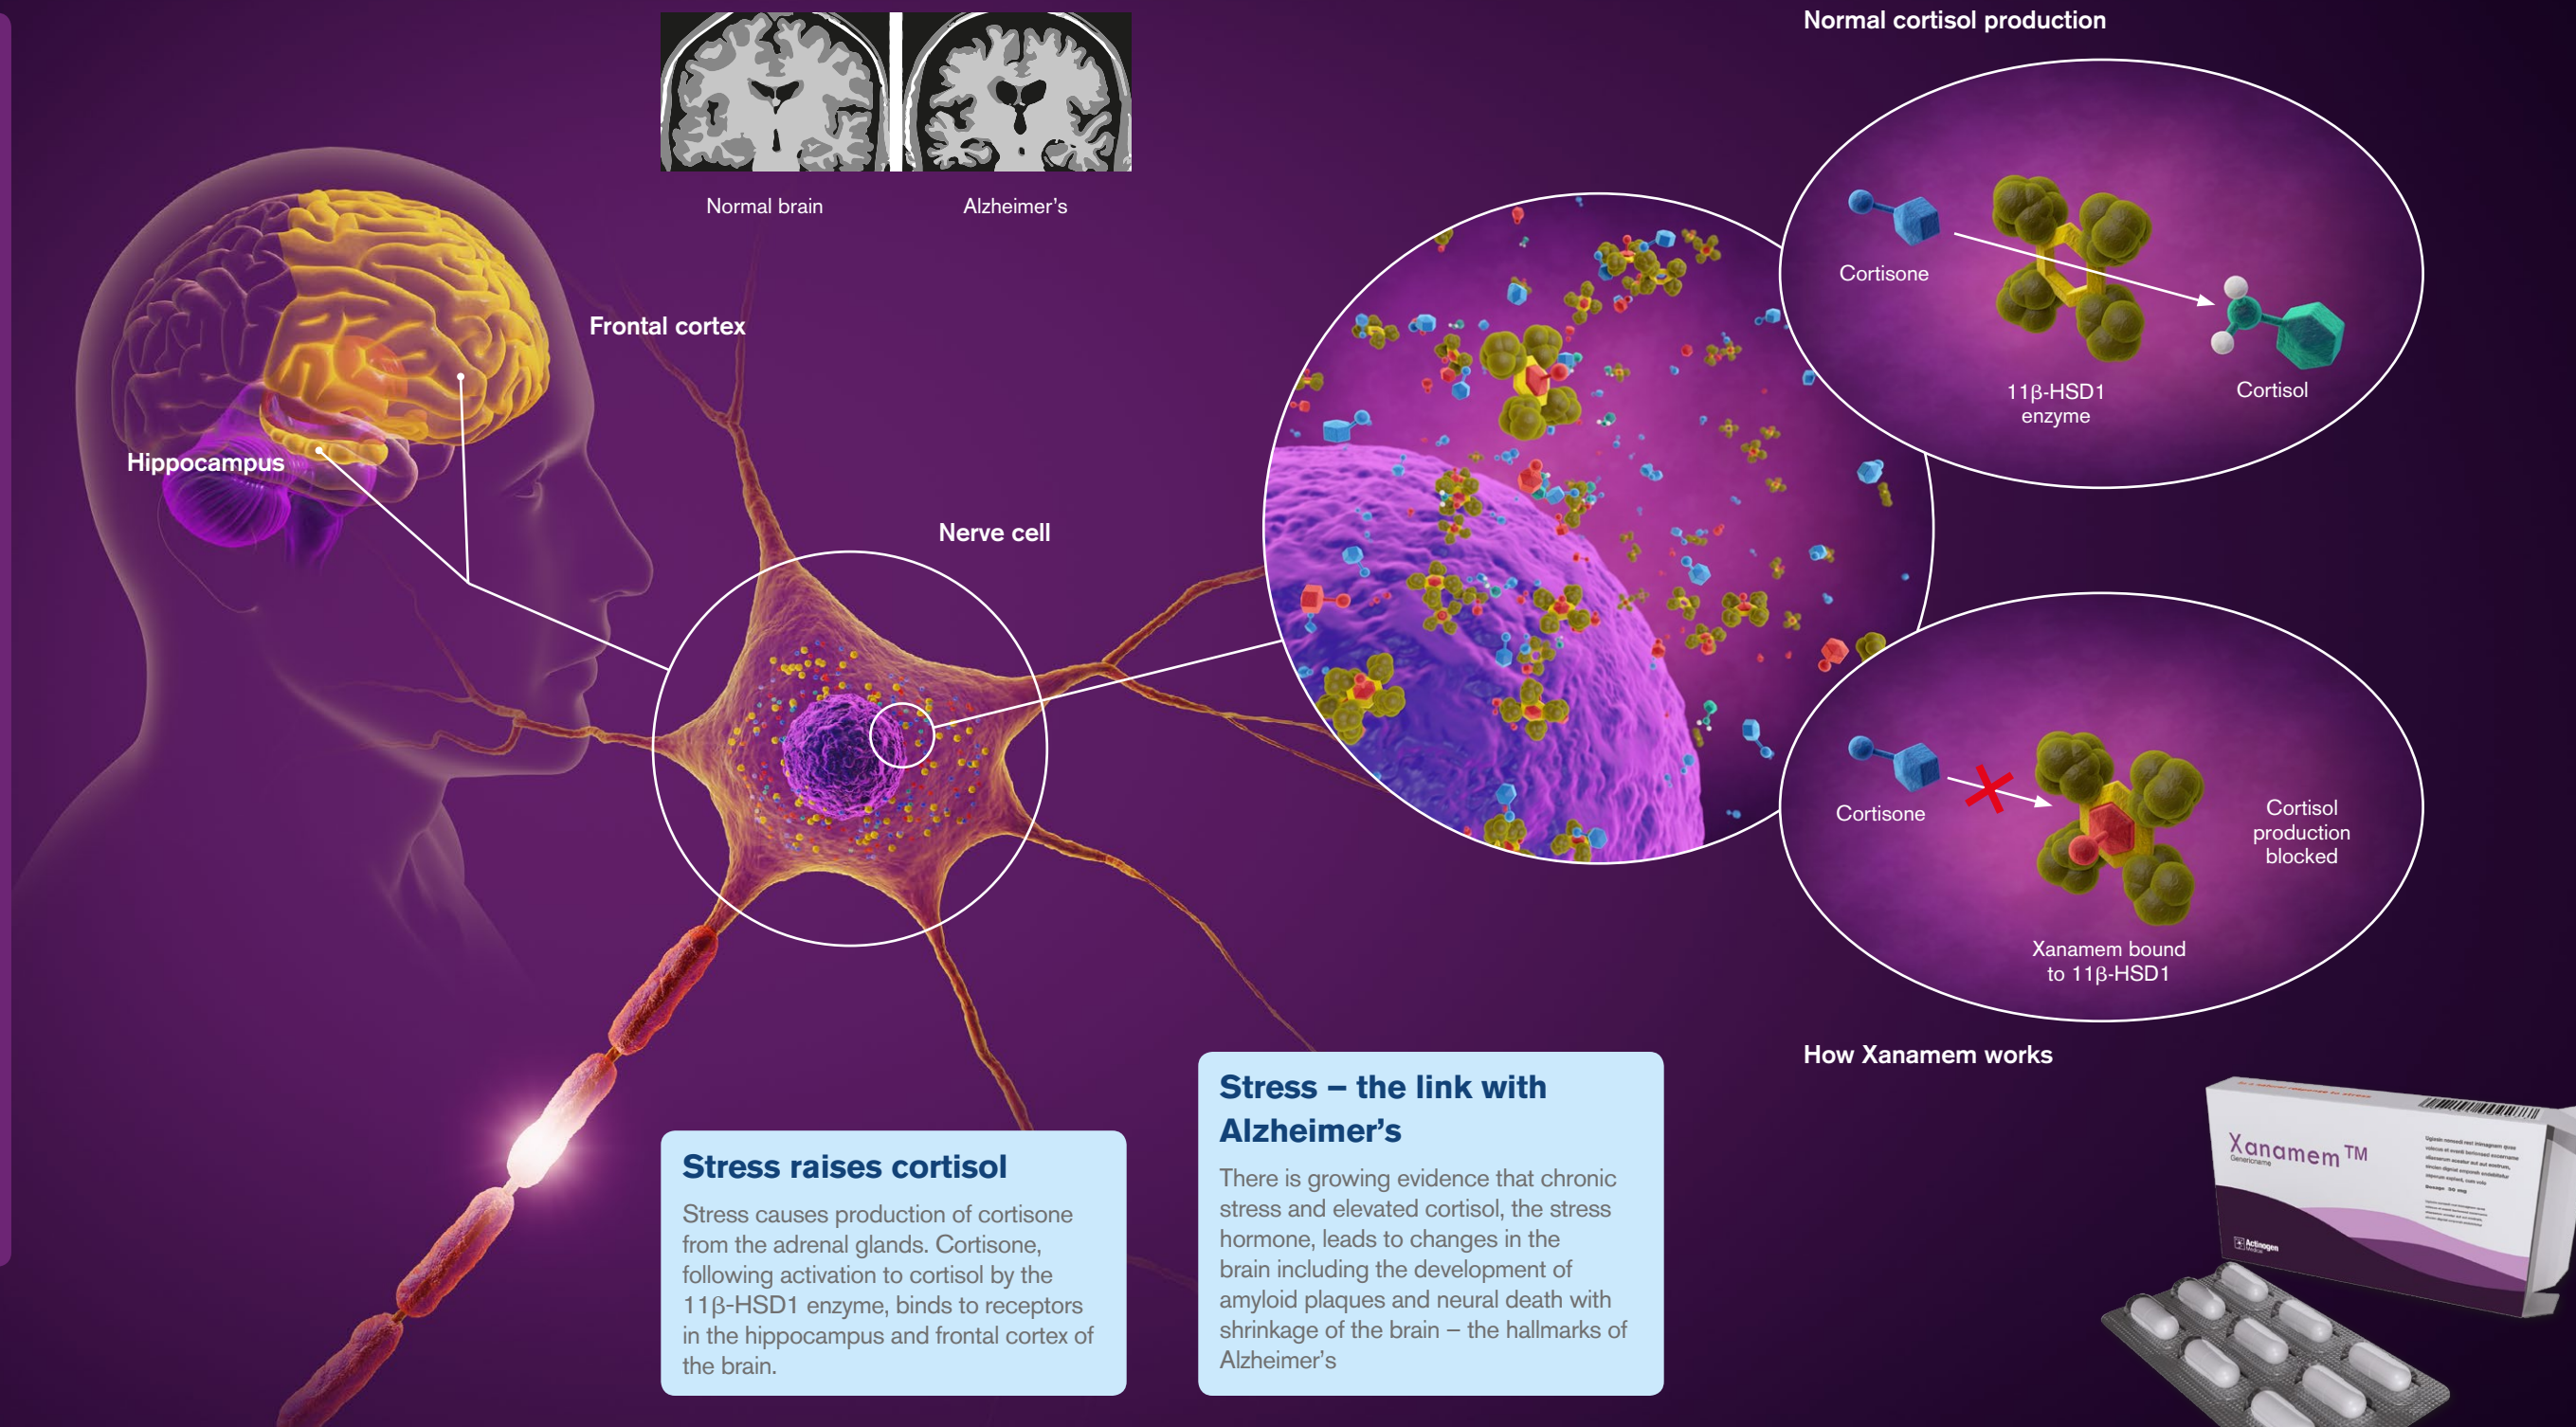 Normal cortisol production
Normal brain
Alzheimer's
Frontal cortex
Hippocampus
Nerve cell
Cortisone
11β-HSD1
enzyme
Cortisol
Cortisone
Cortisol
production
blocked
Xanamem bound
to 11β-HSD1
How Xanamem works
Stress raises cortisol
Stress causes production of cortisone
from the adrenal glands. Cortisone,
following activation to cortisol by the
11β-HSD1 enzyme, binds to receptors
in the hippocampus and frontal cortex of
the brain.
Stress – the link with
Alzheimer's
There is growing evidence that chronic
stress and elevated cortisol, the stress
hormone, leads to changes in the
brain including the development of
amyloid plaques and neural death with
shrinkage of the brain – the hallmarks of
Alzheimer's
Xanamem™
Genericname
Actinogen
Medical